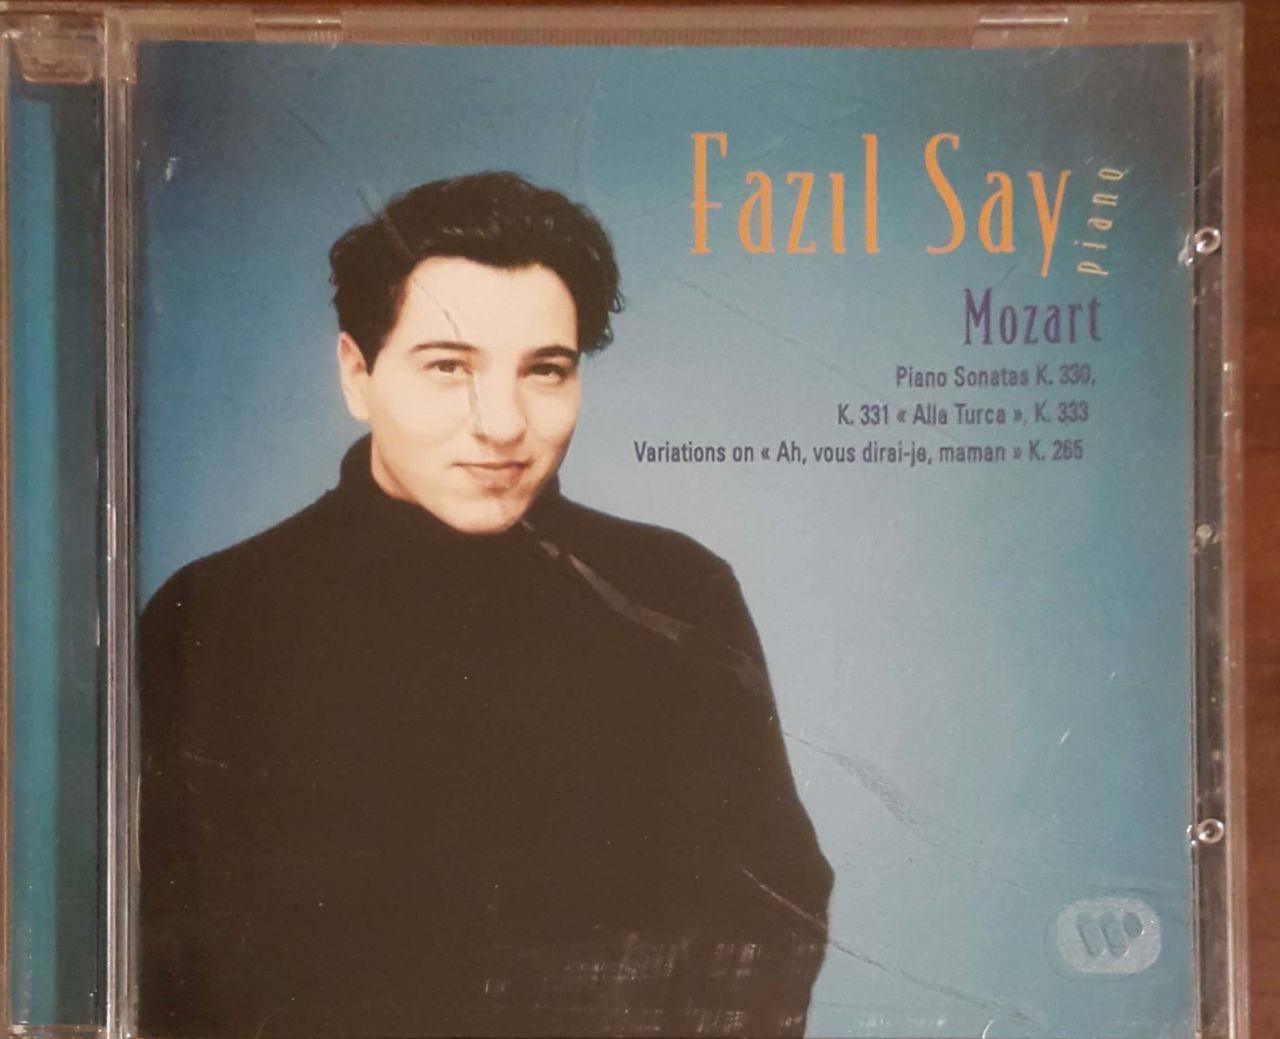 Fazıl Say
piano
Mozart
Piano Sonatas K. 330,
K. 331 « Alla Turca », K. 333
Variations on « Ah, vous dirai-je, maman » K. 265